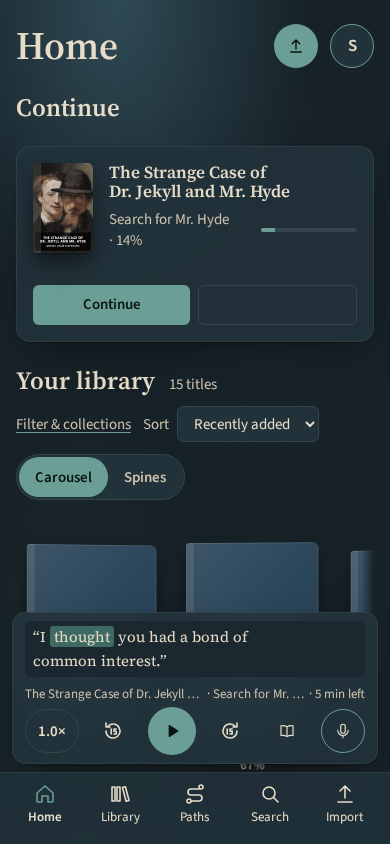 Home
S
Continue
The Strange Case of
Dr. Jekyll and Mr. Hyde
Search for Mr. Hyde
· 14%
THE STRANGE CASE OF
DR. JEKYLL AND MR. HYDE
Continue
Your library 15 titles
Filter & collections Sort Recently added
Carousel Spines
“I thought you had a bond of
common interest.”
The Strange Case of Dr. Jekyll … · Search for Mr. … · 5 min left
1.0× 15 15
67%
Home Library Paths Search Import